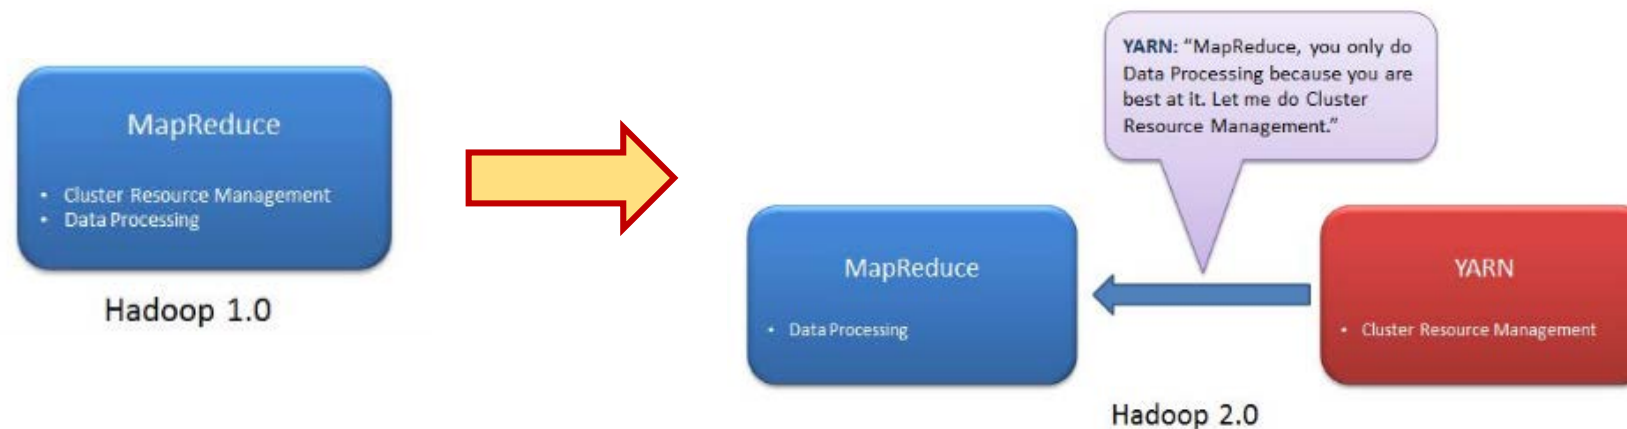 MapReduce
• Cluster Resource Management
• Data Processing
Hadoop 1.0
YARN: “MapReduce, you only do
Data Processing because you are
best at it. Let me do Cluster
Resource Management.”
MapReduce
• Data Processing
YARN
• Cluster Resource Management
Hadoop 2.0